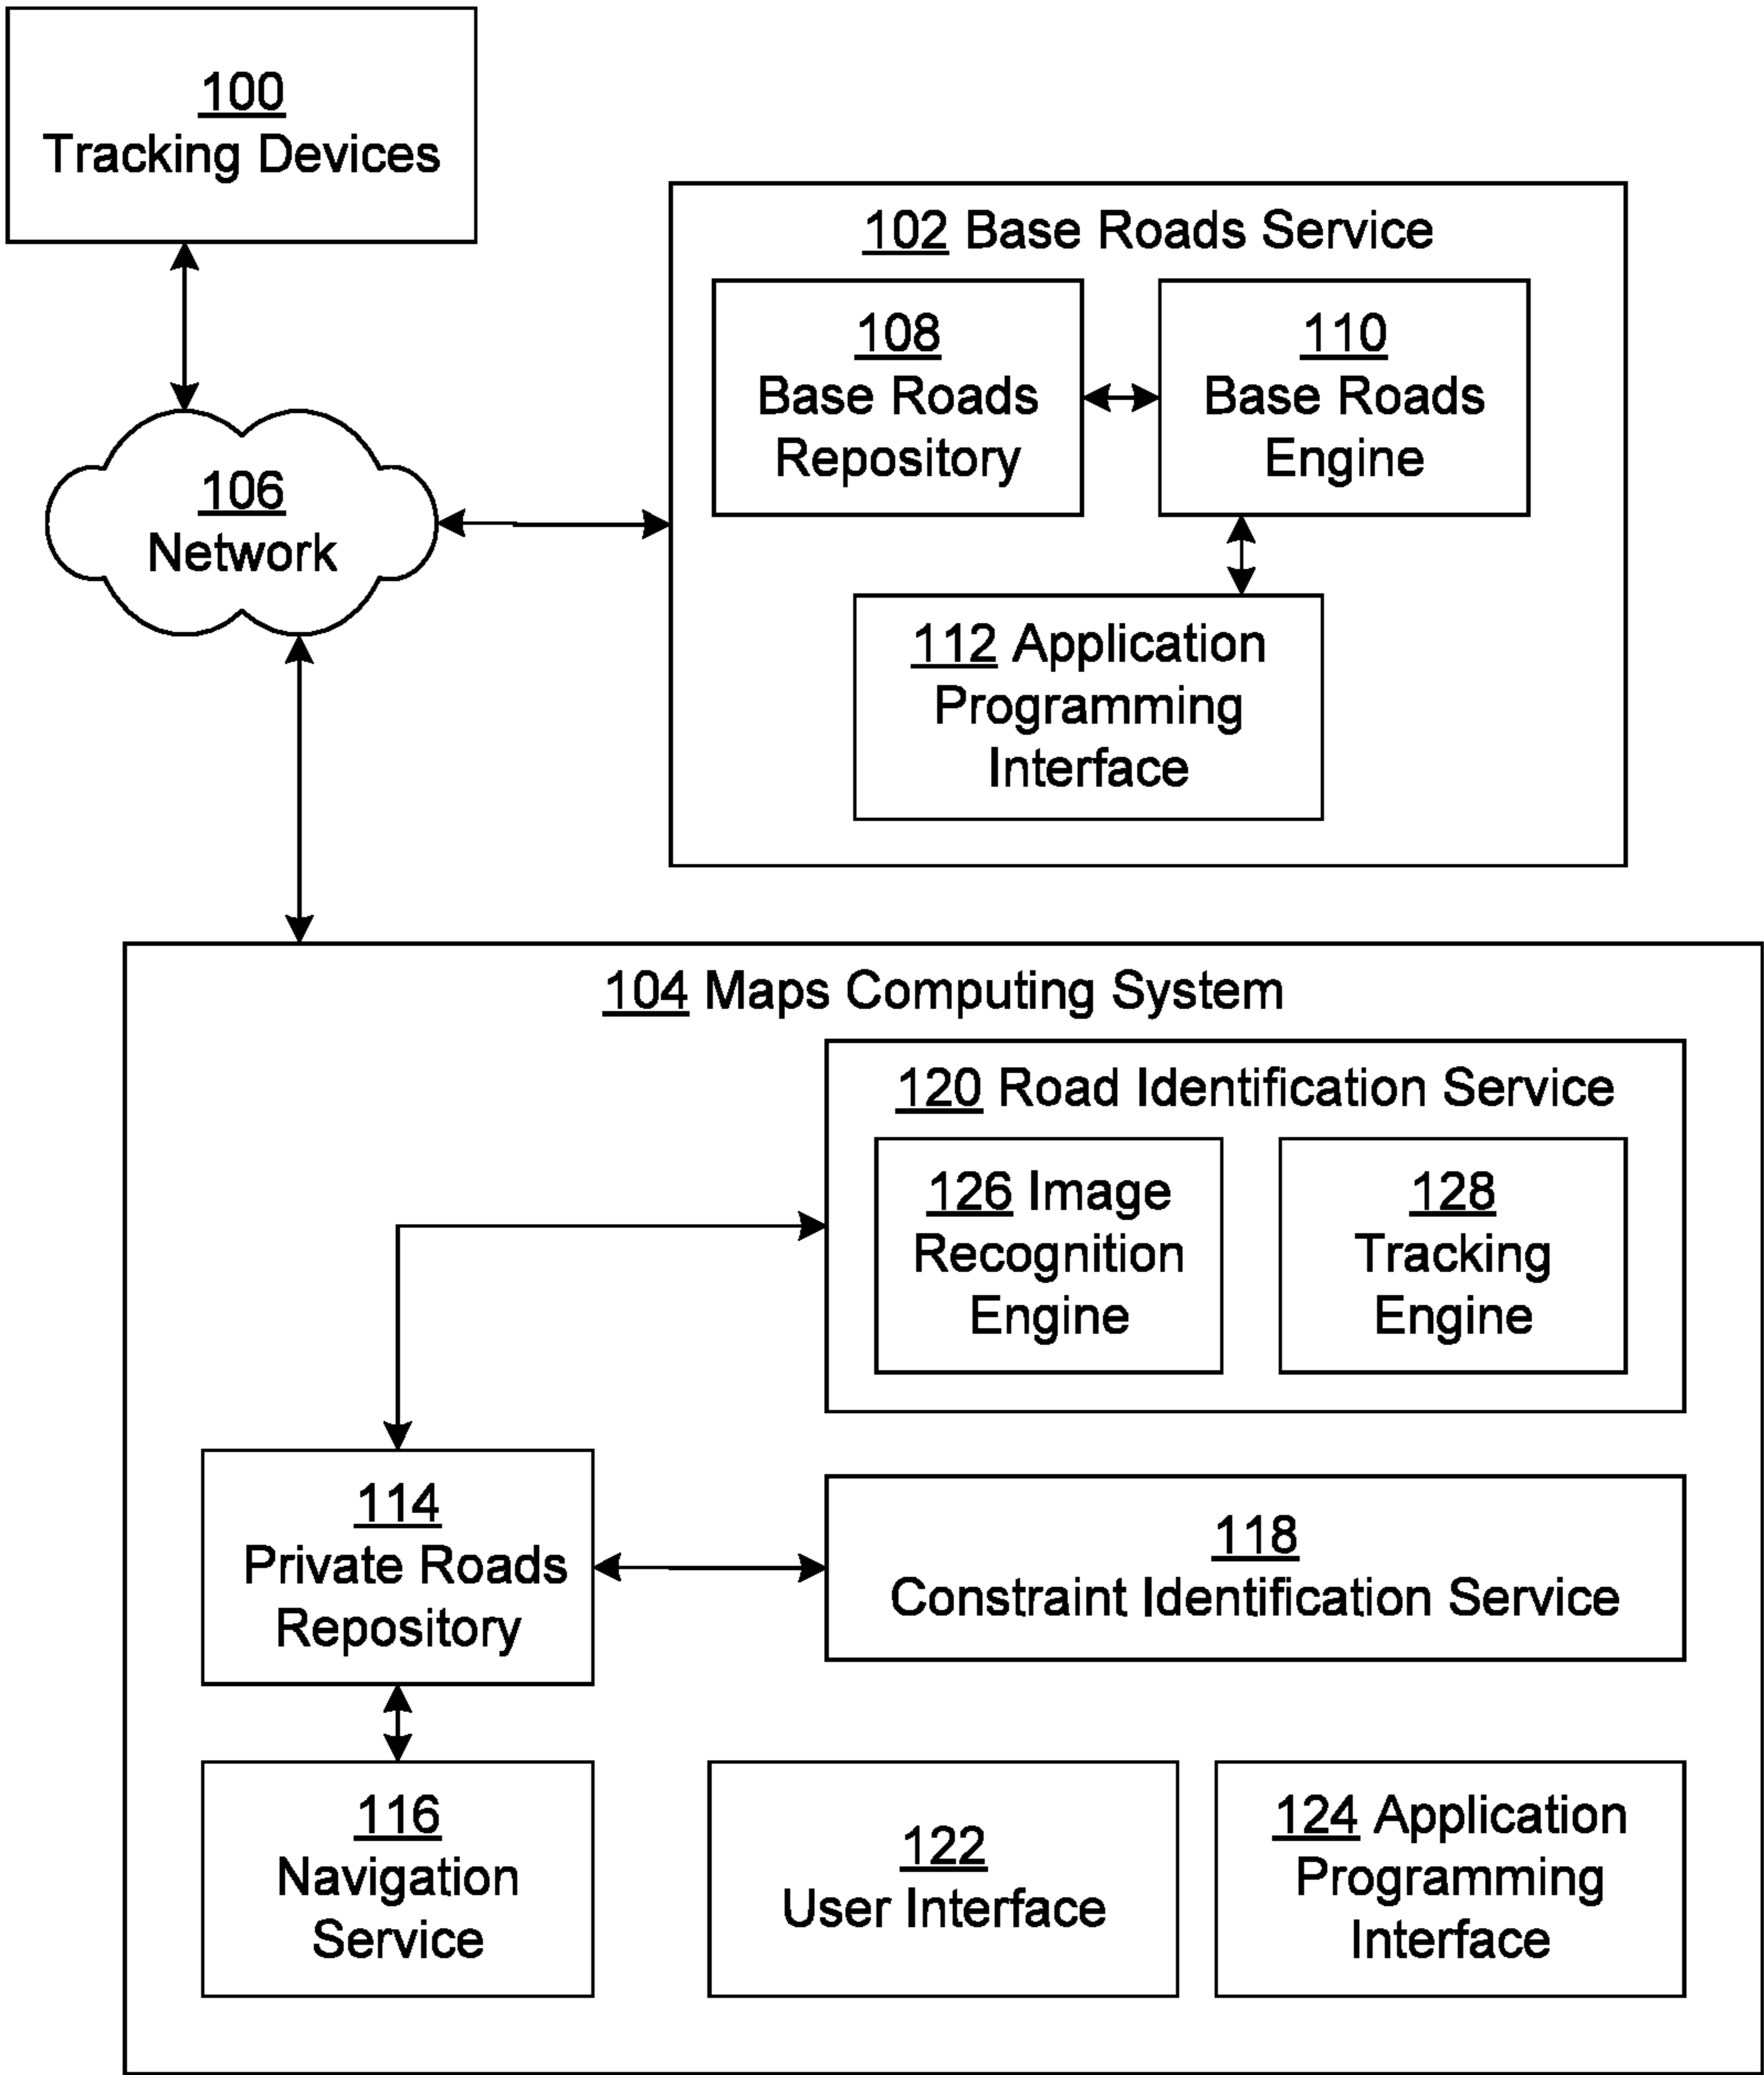 100
Tracking Devices
102 Base Roads Service
108
Base Roads
Repository
110
Base Roads
Engine
106
Network
112 Application
Programming
Interface
104 Maps Computing System
120 Road Identification Service
126 Image
Recognition
Engine
128
Tracking
Engine
114
Private Roads
Repository
118
Constraint Identification Service
116
Navigation
Service
122
User Interface
124 Application
Programming
Interface